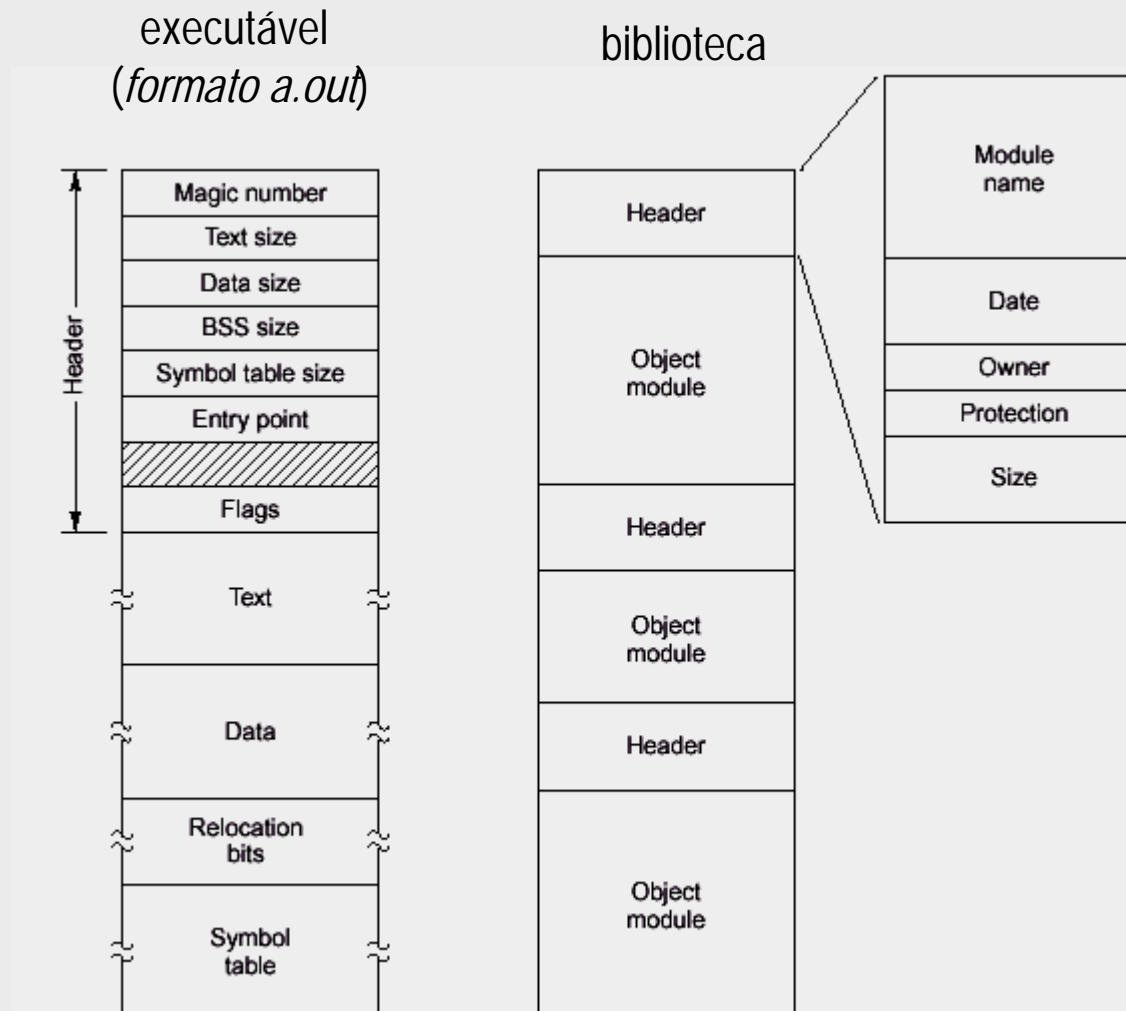 executável
(formato a.out)
biblioteca
Header
Magic number
Text size
Data size
BSS size
Symbol table size
Entry point
Flags
Text
Data
Relocation
bits
Symbol
table
Header
Object
module
Header
Object
module
Header
Object
module
Module
name
Date
Owner
Protection
Size